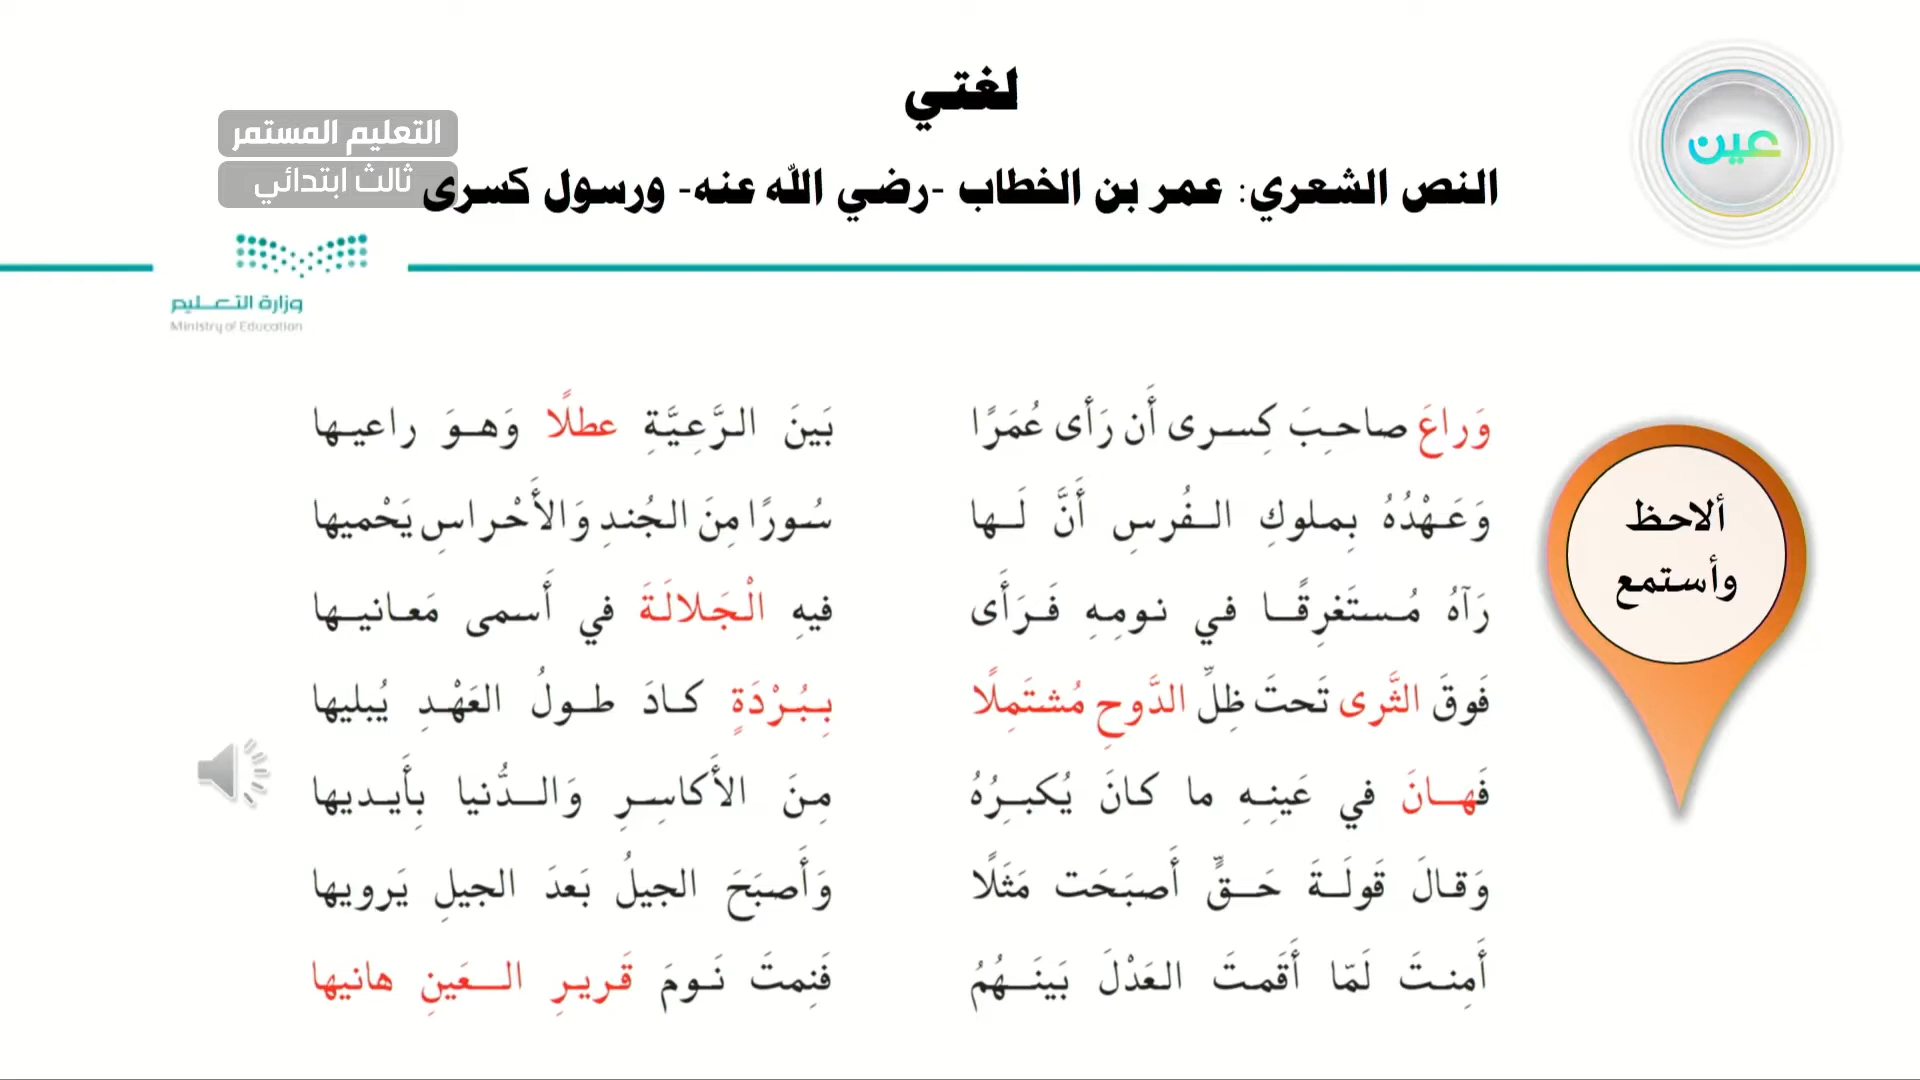 لغتي
التعليم المستمر
ثالث ابتدائي
النص الشعري: عمر بن الخطاب -رضي الله عنه- ورسول كسرى
عين
وزارة التعليم
Ministry of Education
ألاحظ
وأستمع
وَراعَ صاحِبَ كِسرى أَن رَأى عُمَرًا بَينَ الرَّعِيَّةِ عطلًا وَهوَ راعيها
وَعَهْدُهُ بِملوكِ الفُرسِ أَنَّ لَها سُورًا مِنَ الجُندِ وَالأَحْراسِ يَحْميها
رَآهُ مُستَغرِقًا في نومِهِ فَرَأَى فيهِ الْجَلالَةَ في أَسمى مَعانيها
فَوقَ الثَّرى تَحتَ ظِلِّ الدَّوحِ مُشتَمِلًا بِبُرْدَةٍ كادَ طولُ العَهْدِ يُبليها
فَهانَ في عَينِهِ ما كانَ يُكبِرُهُ مِنَ الأَكاسِرِ وَالدُّنيا بِأَيديها
وَقالَ قَولَةَ حَقٍّ أَصبَحَت مَثَلًا وَأَصبَحَ الجيلُ بَعدَ الجيلِ يَرويها
أَمِنتَ لَمّا أَقَمتَ العَدْلَ بَينَهُمُ فَنِمتَ نَومَ قَريرِ العَينِ هانيها